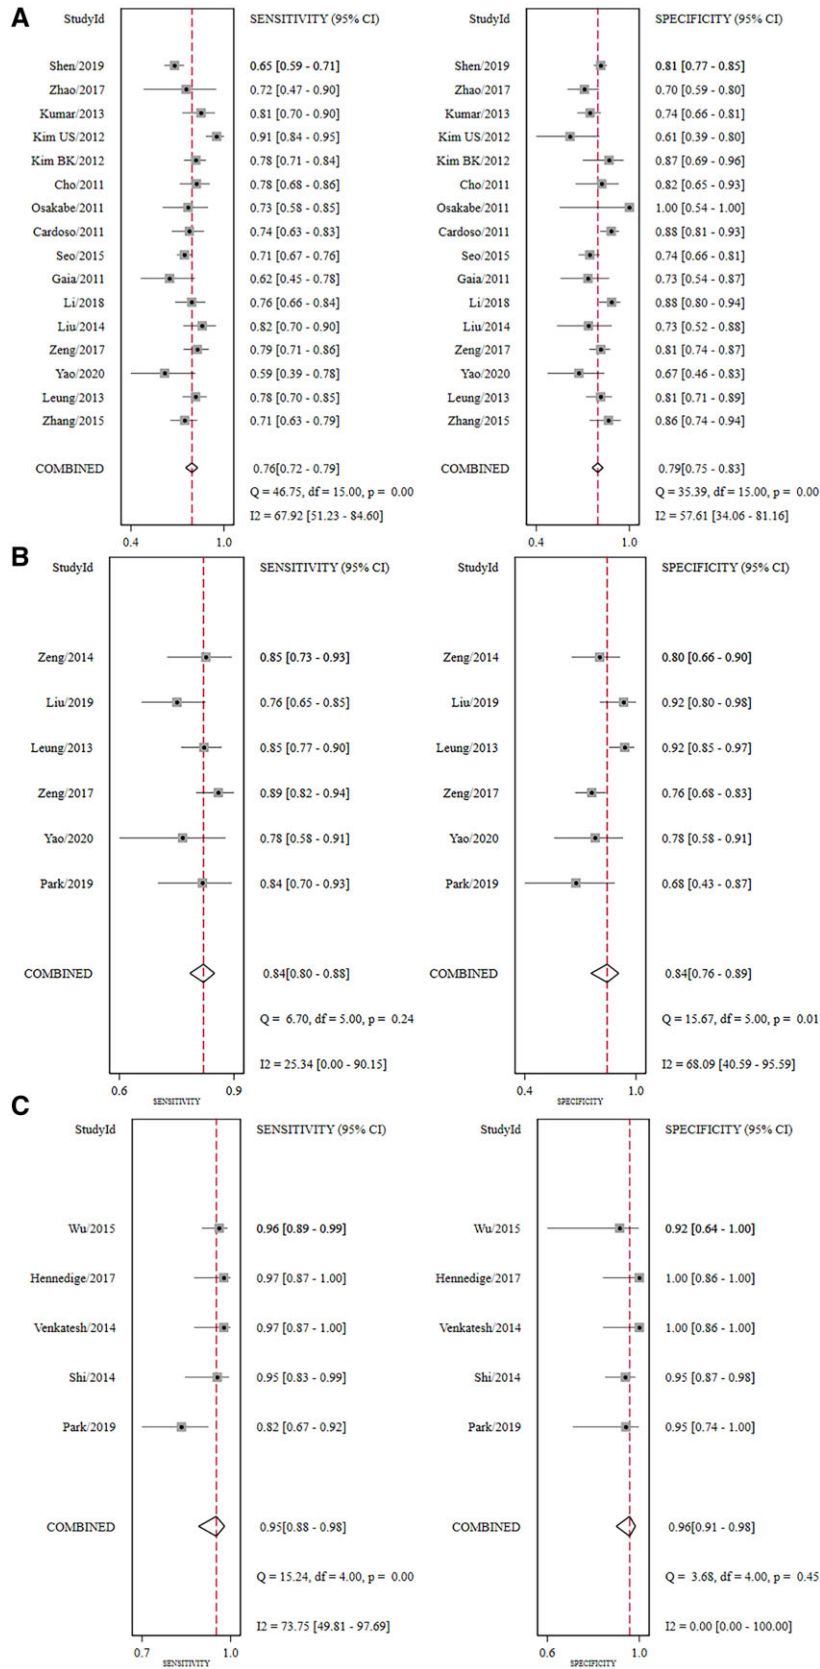 A
StudyId SENSITIVITY (95% CI) StudyId SPECIFICITY (95% CI)
Shen/2019 0.65 [0.59 - 0.71] Shen/2019 0.81 [0.77 - 0.85]
Zhao/2017 0.72 [0.47 - 0.90] Zhao/2017 0.70 [0.59 - 0.80]
Kumar/2013 0.81 [0.70 - 0.90] Kumar/2013 0.74 [0.66 - 0.81]
Kim US/2012 0.91 [0.84 - 0.95] Kim US/2012 0.61 [0.39 - 0.80]
Kim BK/2012 0.78 [0.71 - 0.84] Kim BK/2012 0.87 [0.69 - 0.96]
Cho/2011 0.78 [0.68 - 0.86] Cho/2011 0.82 [0.65 - 0.93]
Osakabe/2011 0.73 [0.58 - 0.85] Osakabe/2011 1.00 [0.54 - 1.00]
Cardoso/2011 0.74 [0.63 - 0.83] Cardoso/2011 0.88 [0.81 - 0.93]
Seo/2015 0.71 [0.67 - 0.76] Seo/2015 0.74 [0.66 - 0.81]
Gaia/2011 0.62 [0.45 - 0.78] Gaia/2011 0.73 [0.54 - 0.87]
Li/2018 0.76 [0.66 - 0.84] Li/2018 0.88 [0.80 - 0.94]
Liu/2014 0.82 [0.70 - 0.90] Liu/2014 0.73 [0.52 - 0.88]
Zeng/2017 0.79 [0.71 - 0.86] Zeng/2017 0.81 [0.74 - 0.87]
Yao/2020 0.59 [0.39 - 0.78] Yao/2020 0.67 [0.46 - 0.83]
Leung/2013 0.78 [0.70 - 0.85] Leung/2013 0.81 [0.71 - 0.89]
Zhang/2015 0.71 [0.63 - 0.79] Zhang/2015 0.86 [0.74 - 0.94]
COMBINED 0.76[0.72 - 0.79] COMBINED 0.79[0.75 - 0.83]
Q = 46.75, df = 15.00, p = 0.00 Q = 35.39, df = 15.00, p = 0.00
I2 = 67.92 [51.23 - 84.60] I2 = 57.61 [34.06 - 81.16]
0.4 1.0 0.4 1.0
B
StudyId SENSITIVITY (95% CI) StudyId SPECIFICITY (95% CI)
Zeng/2014 0.85 [0.73 - 0.93] Zeng/2014 0.80 [0.66 - 0.90]
Liu/2019 0.76 [0.65 - 0.85] Liu/2019 0.92 [0.80 - 0.98]
Leung/2013 0.85 [0.77 - 0.90] Leung/2013 0.92 [0.85 - 0.97]
Zeng/2017 0.89 [0.82 - 0.94] Zeng/2017 0.76 [0.68 - 0.83]
Yao/2020 0.78 [0.58 - 0.91] Yao/2020 0.78 [0.58 - 0.91]
Park/2019 0.84 [0.70 - 0.93] Park/2019 0.68 [0.43 - 0.87]
COMBINED 0.84[0.80 - 0.88] COMBINED 0.84[0.76 - 0.89]
Q = 6.70, df = 5.00, p = 0.24 Q = 15.67, df = 5.00, p = 0.01
I2 = 25.34 [0.00 - 90.15] I2 = 68.09 [40.59 - 95.59]
0.6 0.9 0.4 1.0
SENSITIVITY SPECIFICITY
C
StudyId SENSITIVITY (95% CI) StudyId SPECIFICITY (95% CI)
Wu/2015 0.96 [0.89 - 0.99] Wu/2015 0.92 [0.64 - 1.00]
Hennedige/2017 0.97 [0.87 - 1.00] Hennedige/2017 1.00 [0.86 - 1.00]
Venkatesh/2014 0.97 [0.87 - 1.00] Venkatesh/2014 1.00 [0.86 - 1.00]
Shi/2014 0.95 [0.83 - 0.99] Shi/2014 0.95 [0.87 - 0.98]
Park/2019 0.82 [0.67 - 0.92] Park/2019 0.95 [0.74 - 1.00]
COMBINED 0.95[0.88 - 0.98] COMBINED 0.96[0.91 - 0.98]
Q = 15.24, df = 4.00, p = 0.00 Q = 3.68, df = 4.00, p = 0.45
I2 = 73.75 [49.81 - 97.69] I2 = 0.00 [0.00 - 100.00]
0.7 1.0 0.6 1.0
SENSITIVITY SPECIFICITY